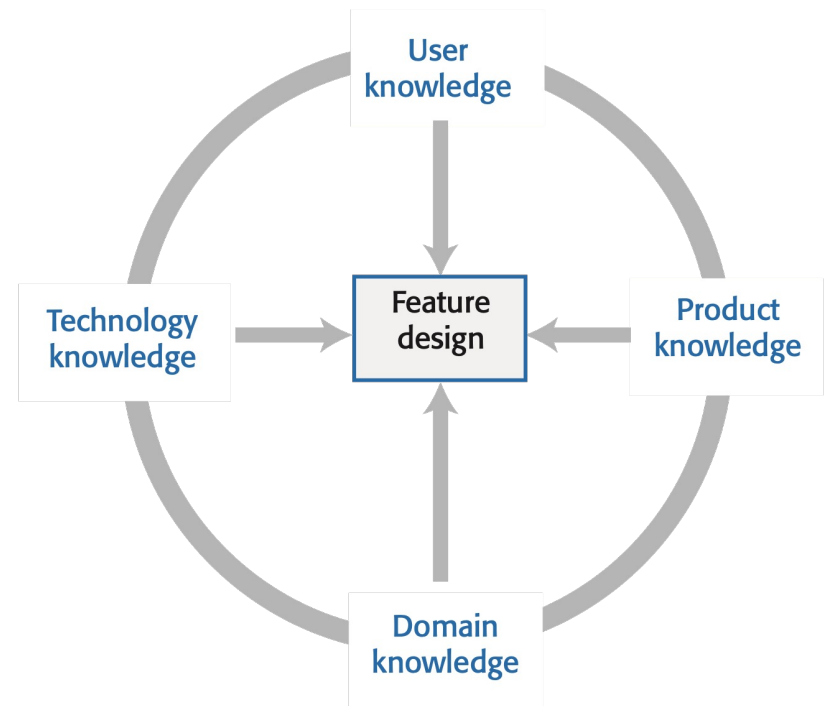 User
knowledge
Technology
knowledge
Feature
design
Product
knowledge
Domain
knowledge